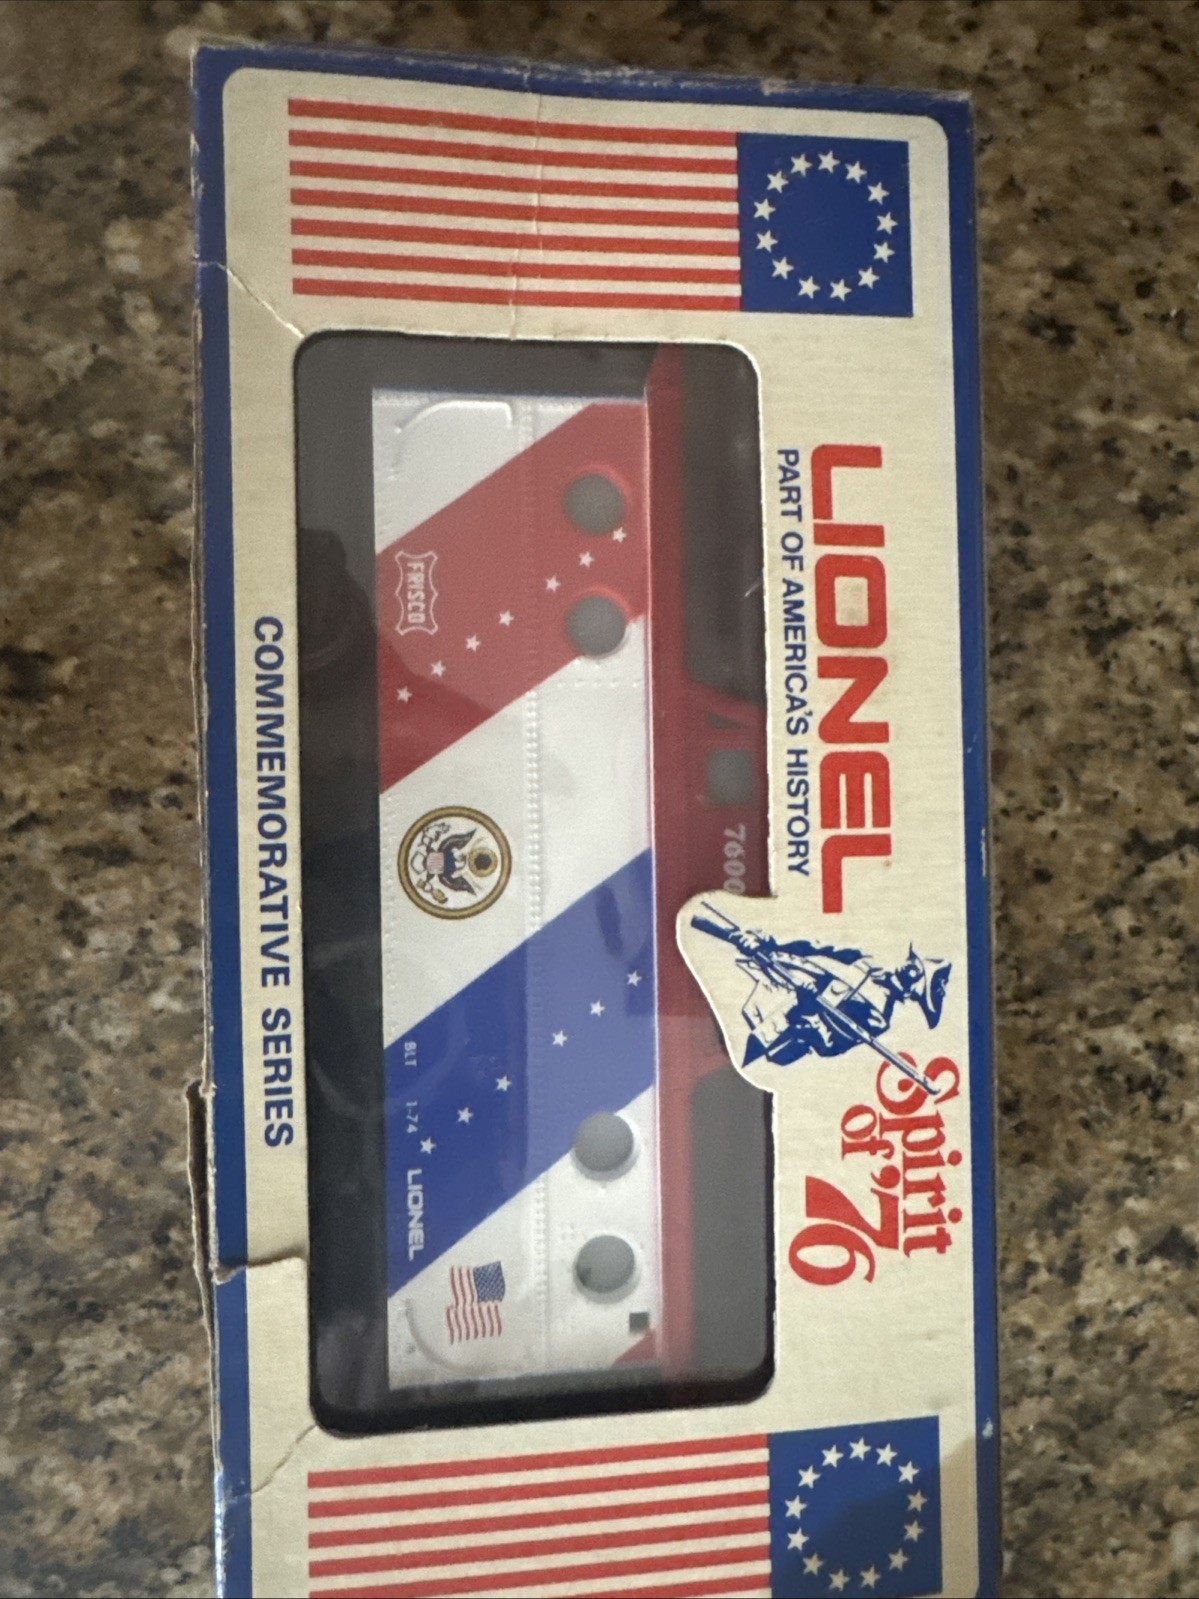 LIONEL
PART OF AMERICA'S HISTORY
Spirit
of '76
7600
FRISCO
BLT 1-74
LIONEL
COMMEMORATIVE SERIES